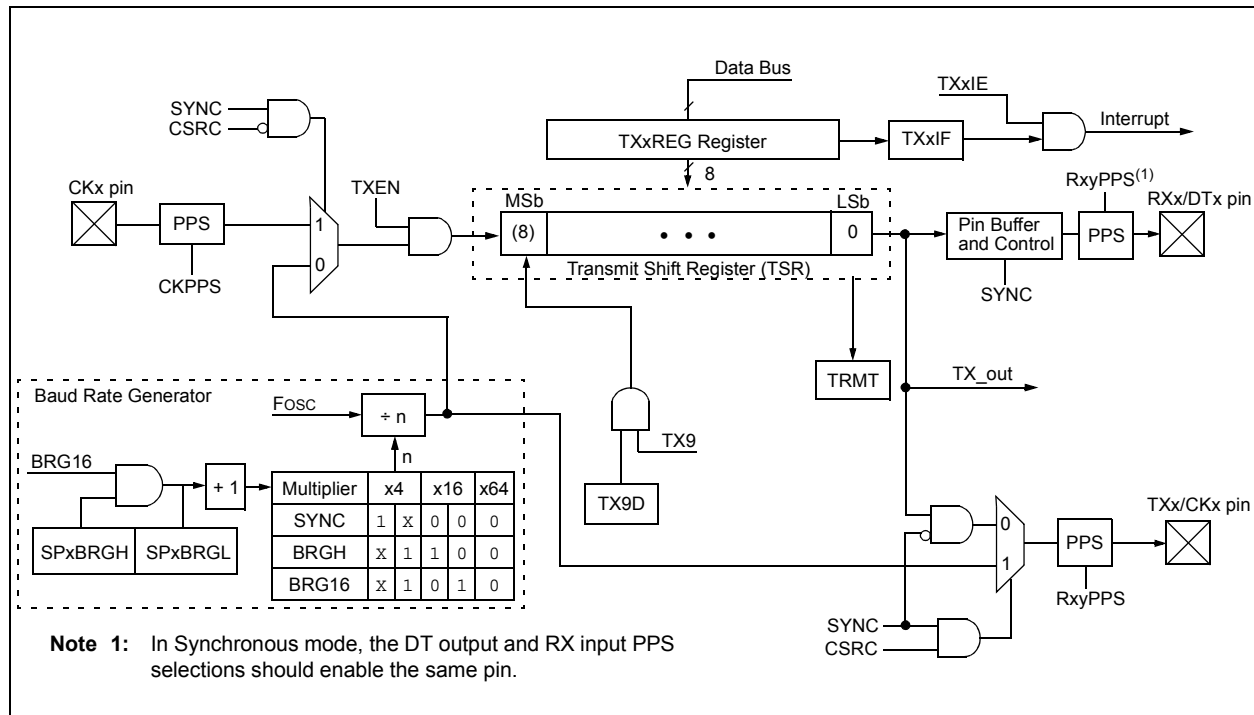 Data Bus
TXxIE
Interrupt
SYNC
CSRC
TXxREG Register
TXxIF
8
CKx pin
TXEN
MSb
LSb
RxyPPS(1)
RXx/DTx pin
PPS
1
0
(8)
• • •
0
Pin Buffer
and Control
PPS
Transmit Shift Register (TSR)
CKPPS
SYNC
TRMT
TX_out
Baud Rate Generator
FOSC
÷ n
n
TX9
BRG16
+ 1
Multiplier x4 x16 x64
TX9D
SYNC 1 X 0 0 0
BRGH X 1 1 0 0
BRG16 X 1 0 1 0
SPxBRGH SPxBRGL
TXx/CKx pin
0
1
PPS
RxyPPS
SYNC
CSRC
Note 1: In Synchronous mode, the DT output and RX input PPS
selections should enable the same pin.